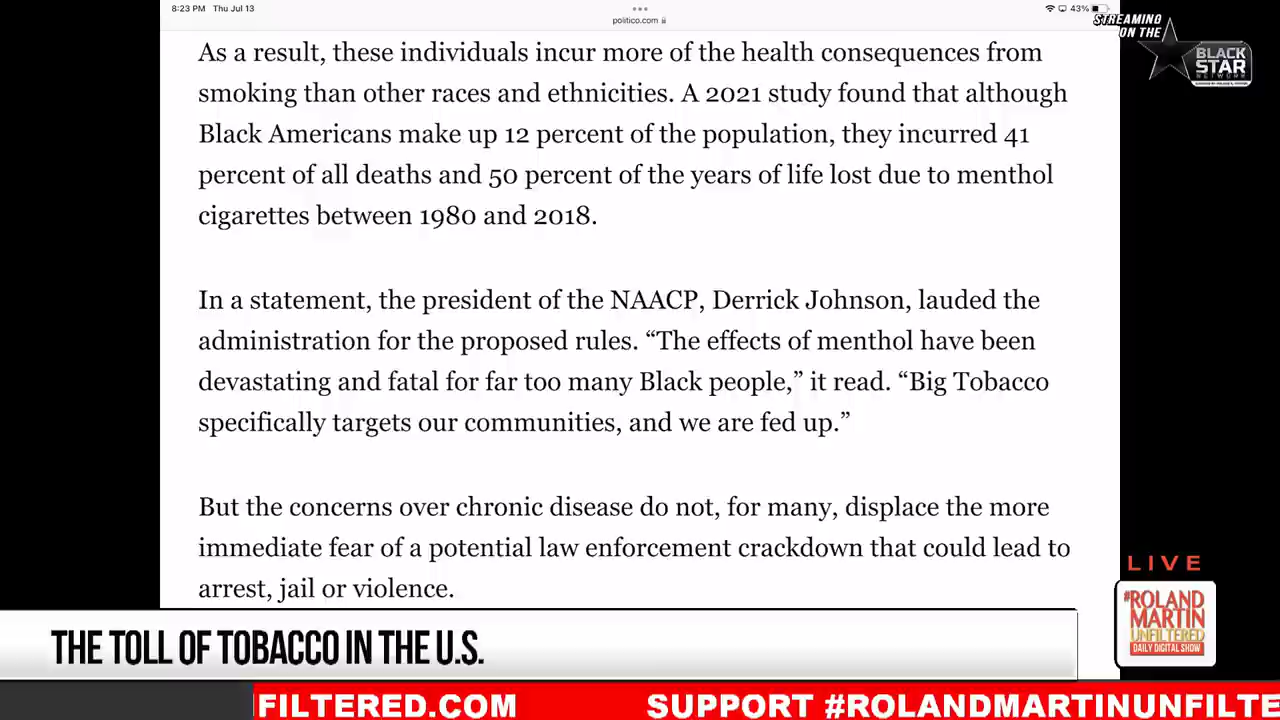 8:23 PM Thu Jul 13
politico.com
43%
STREAMING
ON THE
BLACK
STAR
NETWORK
As a result, these individuals incur more of the health consequences from
smoking than other races and ethnicities. A 2021 study found that although
Black Americans make up 12 percent of the population, they incurred 41
percent of all deaths and 50 percent of the years of life lost due to menthol
cigarettes between 1980 and 2018.
In a statement, the president of the NAACP, Derrick Johnson, lauded the
administration for the proposed rules. “The effects of menthol have been
devastating and fatal for far too many Black people,” it read. “Big Tobacco
specifically targets our communities, and we are fed up.”
But the concerns over chronic disease do not, for many, displace the more
immediate fear of a potential law enforcement crackdown that could lead to
arrest, jail or violence.
LIVE
#ROLAND
MARTIN
UNFILTERED
DAILY DIGITAL SHOW
THE TOLL OF TOBACCO IN THE U.S.
FILTERED.COM SUPPORT #ROLANDMARTINUNFILTE